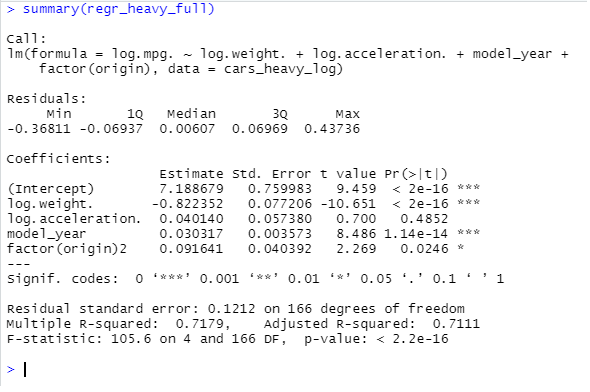 > summary(regr_heavy_full)
Call:
lm(formula = log.mpg. ~ log.weight. + log.acceleration. + model_year +
    factor(origin), data = cars_heavy_log)
Residuals:
     Min       1Q   Median       3Q      Max
-0.36811 -0.06937  0.00607  0.06969  0.43736
Coefficients:
                   Estimate Std. Error t value Pr(>|t|)
(Intercept)        7.188679   0.759983   9.459  < 2e-16 ***
log.weight.       -0.822352   0.077206 -10.651  < 2e-16 ***
log.acceleration.  0.040140   0.057380   0.700   0.4852
model_year         0.030317   0.003573   8.486 1.14e-14 ***
factor(origin)2    0.091641   0.040392   2.269   0.0246 *
---
Signif. codes:  0 ‘***’ 0.001 ‘**’ 0.01 ‘*’ 0.05 ‘.’ 0.1 ‘ ’ 1
Residual standard error: 0.1212 on 166 degrees of freedom
Multiple R-squared:  0.7179,    Adjusted R-squared:  0.7111
F-statistic: 105.6 on 4 and 166 DF,  p-value: < 2.2e-16
>